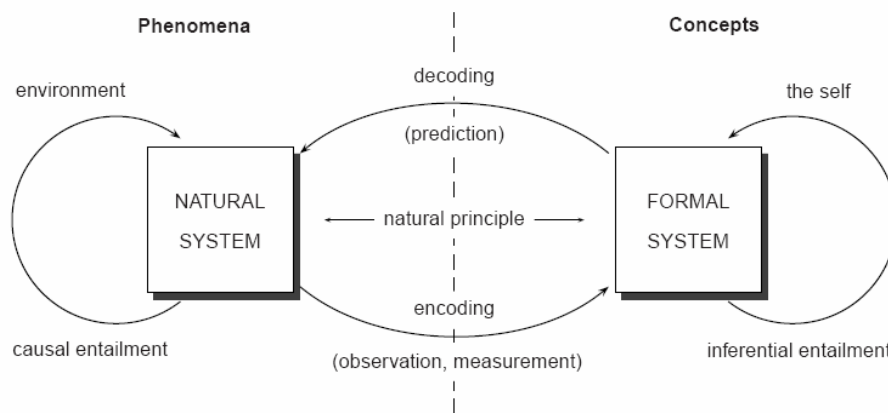 Phenomena
Concepts
decoding
environment
the self
(prediction)
NATURAL
SYSTEM
natural principle
FORMAL
SYSTEM
encoding
causal entailment
(observation, measurement)
inferential entailment